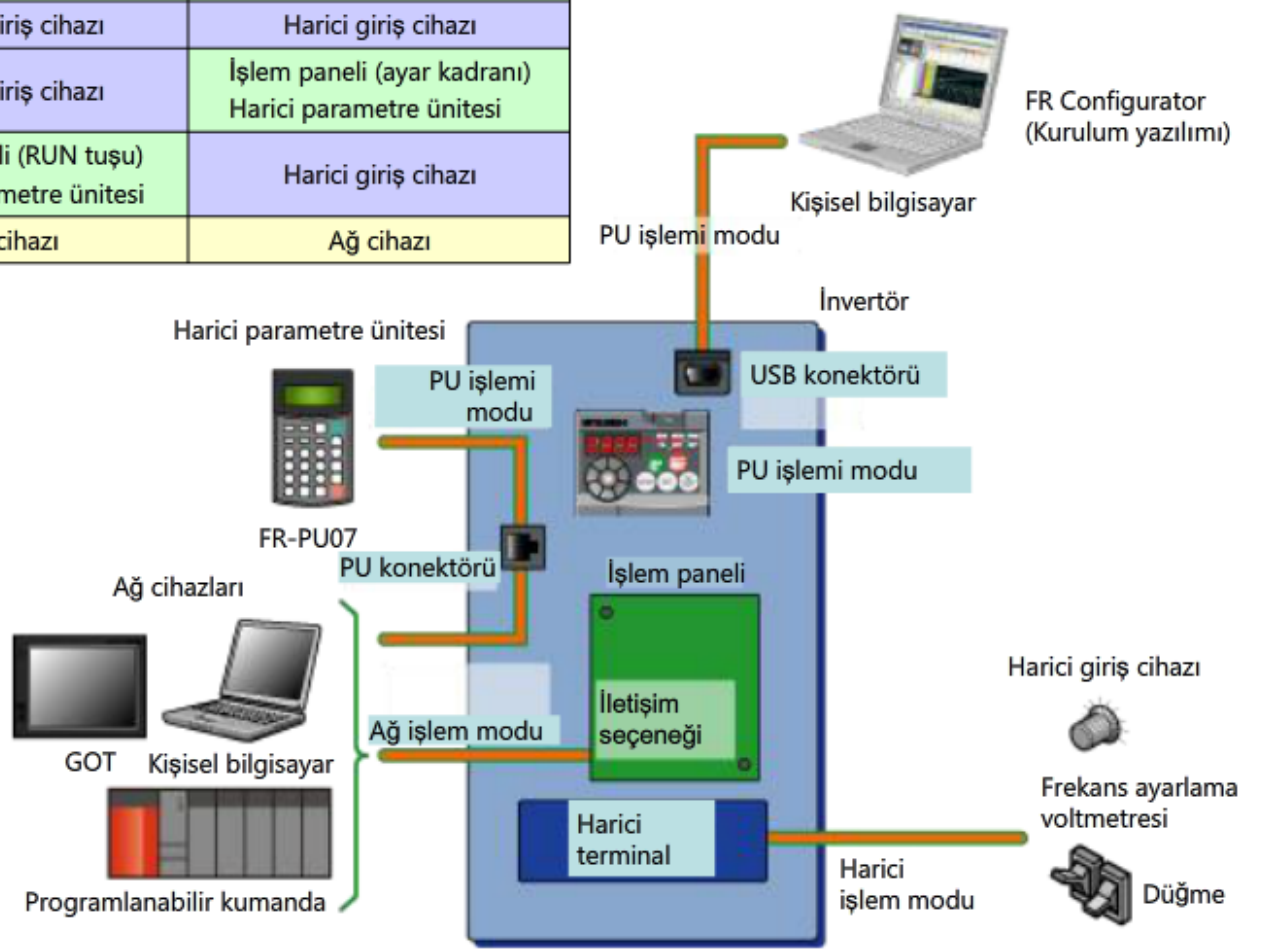 iriş cihazı
Harici giriş cihazı
iriş cihazı
İşlem paneli (ayar kadranı)
Harici parametre ünitesi
li (RUN tuşu)
metre ünitesi
Harici giriş cihazı
cihazı
Ağ cihazı
FR Configurator
(Kurulum yazılımı)
Kişisel bilgisayar
PU işlemi modu
İnvertör
Harici parametre ünitesi
PU işlemi
modu
USB konektörü
PU işlemi modu
FR-PU07
PU konektörü
İşlem paneli
Ağ cihazları
Harici giriş cihazı
İletişim
seçeneği
Ağ işlem modu
GOT
Kişisel bilgisayar
Frekans ayarlama
voltmetresi
Harici
terminal
Harici
işlem modu
Düğme
Programlanabilir kumanda